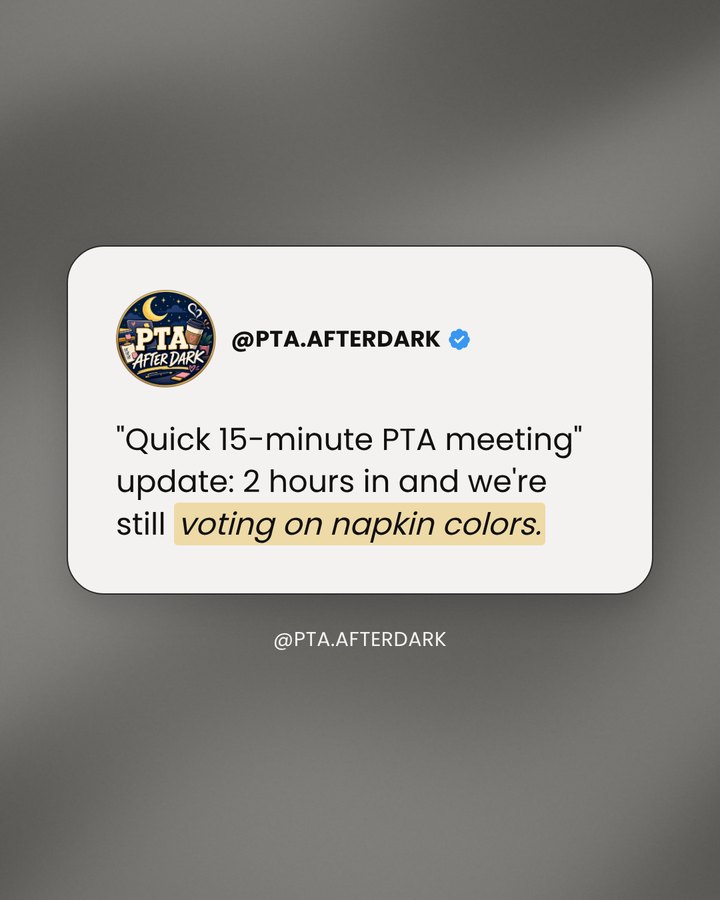 PTA
AFTER DARK
@PTA.AFTERDARK
"Quick 15-minute PTA meeting"
update: 2 hours in and we're
still voting on napkin colors.
@PTA.AFTERDARK